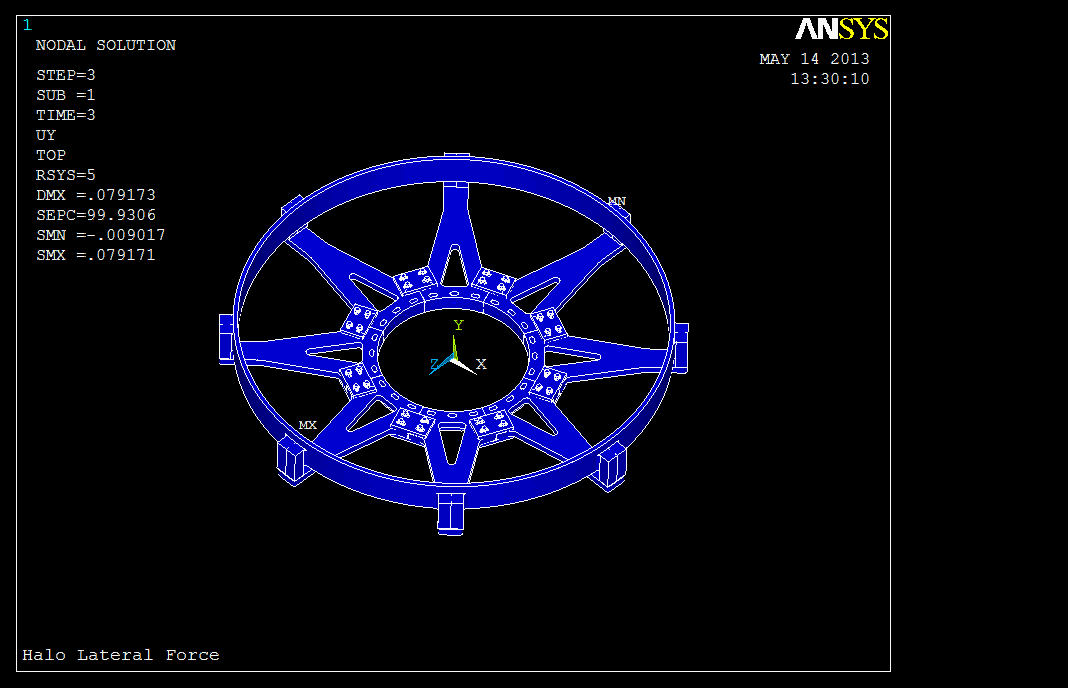 1
ANSYS
NODAL SOLUTION
MAY 14 2013
13:30:10
STEP=3
SUB =1
TIME=3
UY
TOP
RSYS=5
DMX =.079173
SEPC=99.9306
SMN =-.009017
SMX =.079171
MN
Y
Z
X
MX
Halo Lateral Force